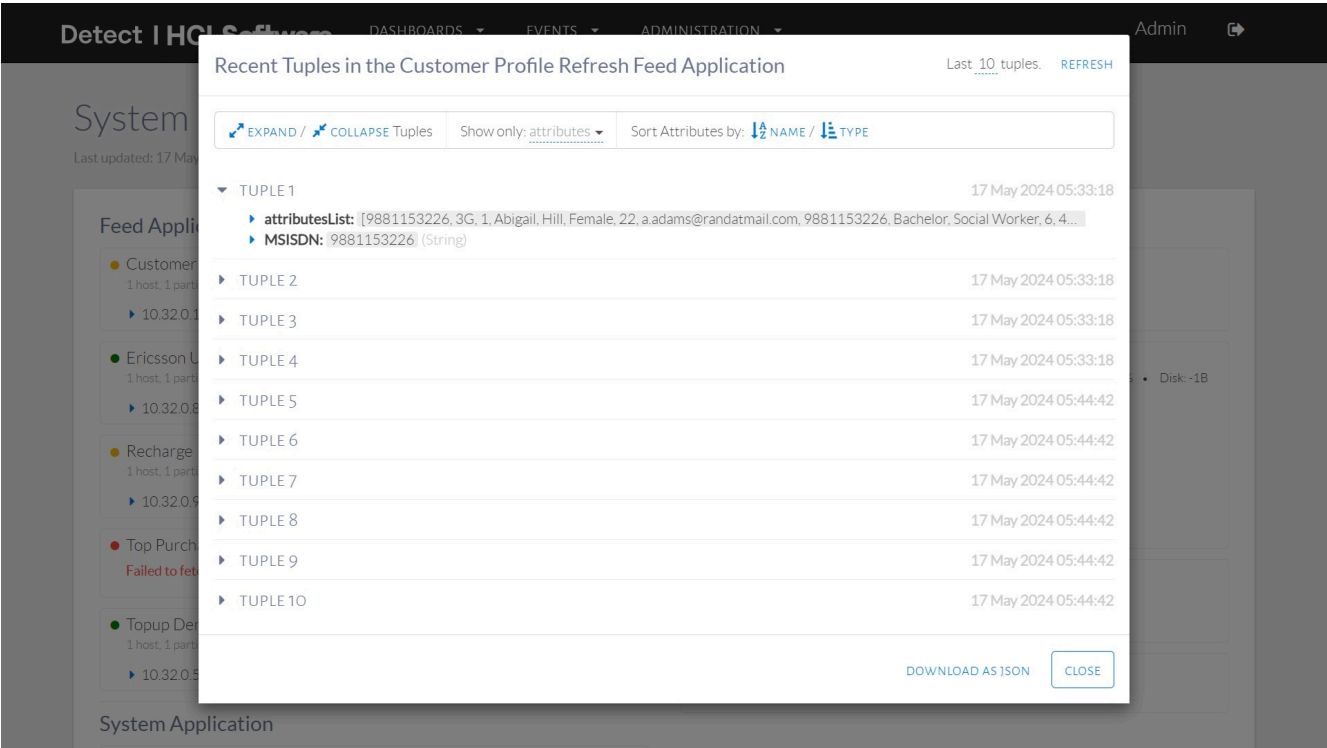 Detect | HCL Software DASHBOARDS EVENTS ADMINISTRATION Admin
Recent Tuples in the Customer Profile Refresh Feed Application Last 10 tuples. REFRESH
System
EXPAND / COLLAPSE Tuples Show only: attributes Sort Attributes by: NAME / TYPE
Last updated: 17 May
TUPLE 1 17 May 2024 05:33:18
attributesList: [9881153226, 3G, 1, Abigail, Hill, Female, 22, a.adams@randatmail.com, 9881153226, Bachelor, Social Worker, 6, 4...
MSISDN: 9881153226 (String)
Feed Appli
Customer
1 host, 1 parti
10.32.0.1
TUPLE 2 17 May 2024 05:33:18
TUPLE 3 17 May 2024 05:33:18
TUPLE 4 17 May 2024 05:33:18
Ericsson U
1 host, 1 parti
Disk: -1B
10.32.0.8
TUPLE 5 17 May 2024 05:44:42
TUPLE 6 17 May 2024 05:44:42
Recharge
1 host, 1 parti
10.32.0.9
TUPLE 7 17 May 2024 05:44:42
TUPLE 8 17 May 2024 05:44:42
Top Purch
Failed to fet
TUPLE 9 17 May 2024 05:44:42
TUPLE 10 17 May 2024 05:44:42
Topup De
1 host, 1 parti
10.32.0.5
DOWNLOAD AS JSON CLOSE
System Application